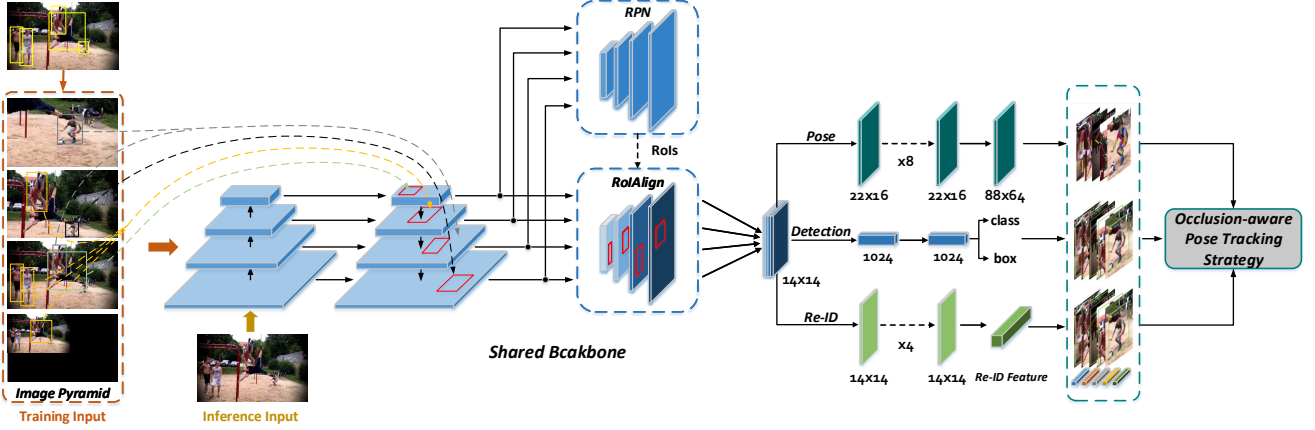 RPN
RoIs
RoIAlign
Pose
x8
22x16
22x16
88x64
Detection
class
1024
1024
box
14x14
Re-ID
x4
14x14
14x14
Re-ID Feature
Occlusion-aware
Pose Tracking
Strategy
Shared Bcakbone
Image Pyramid
Training Input
Inference Input